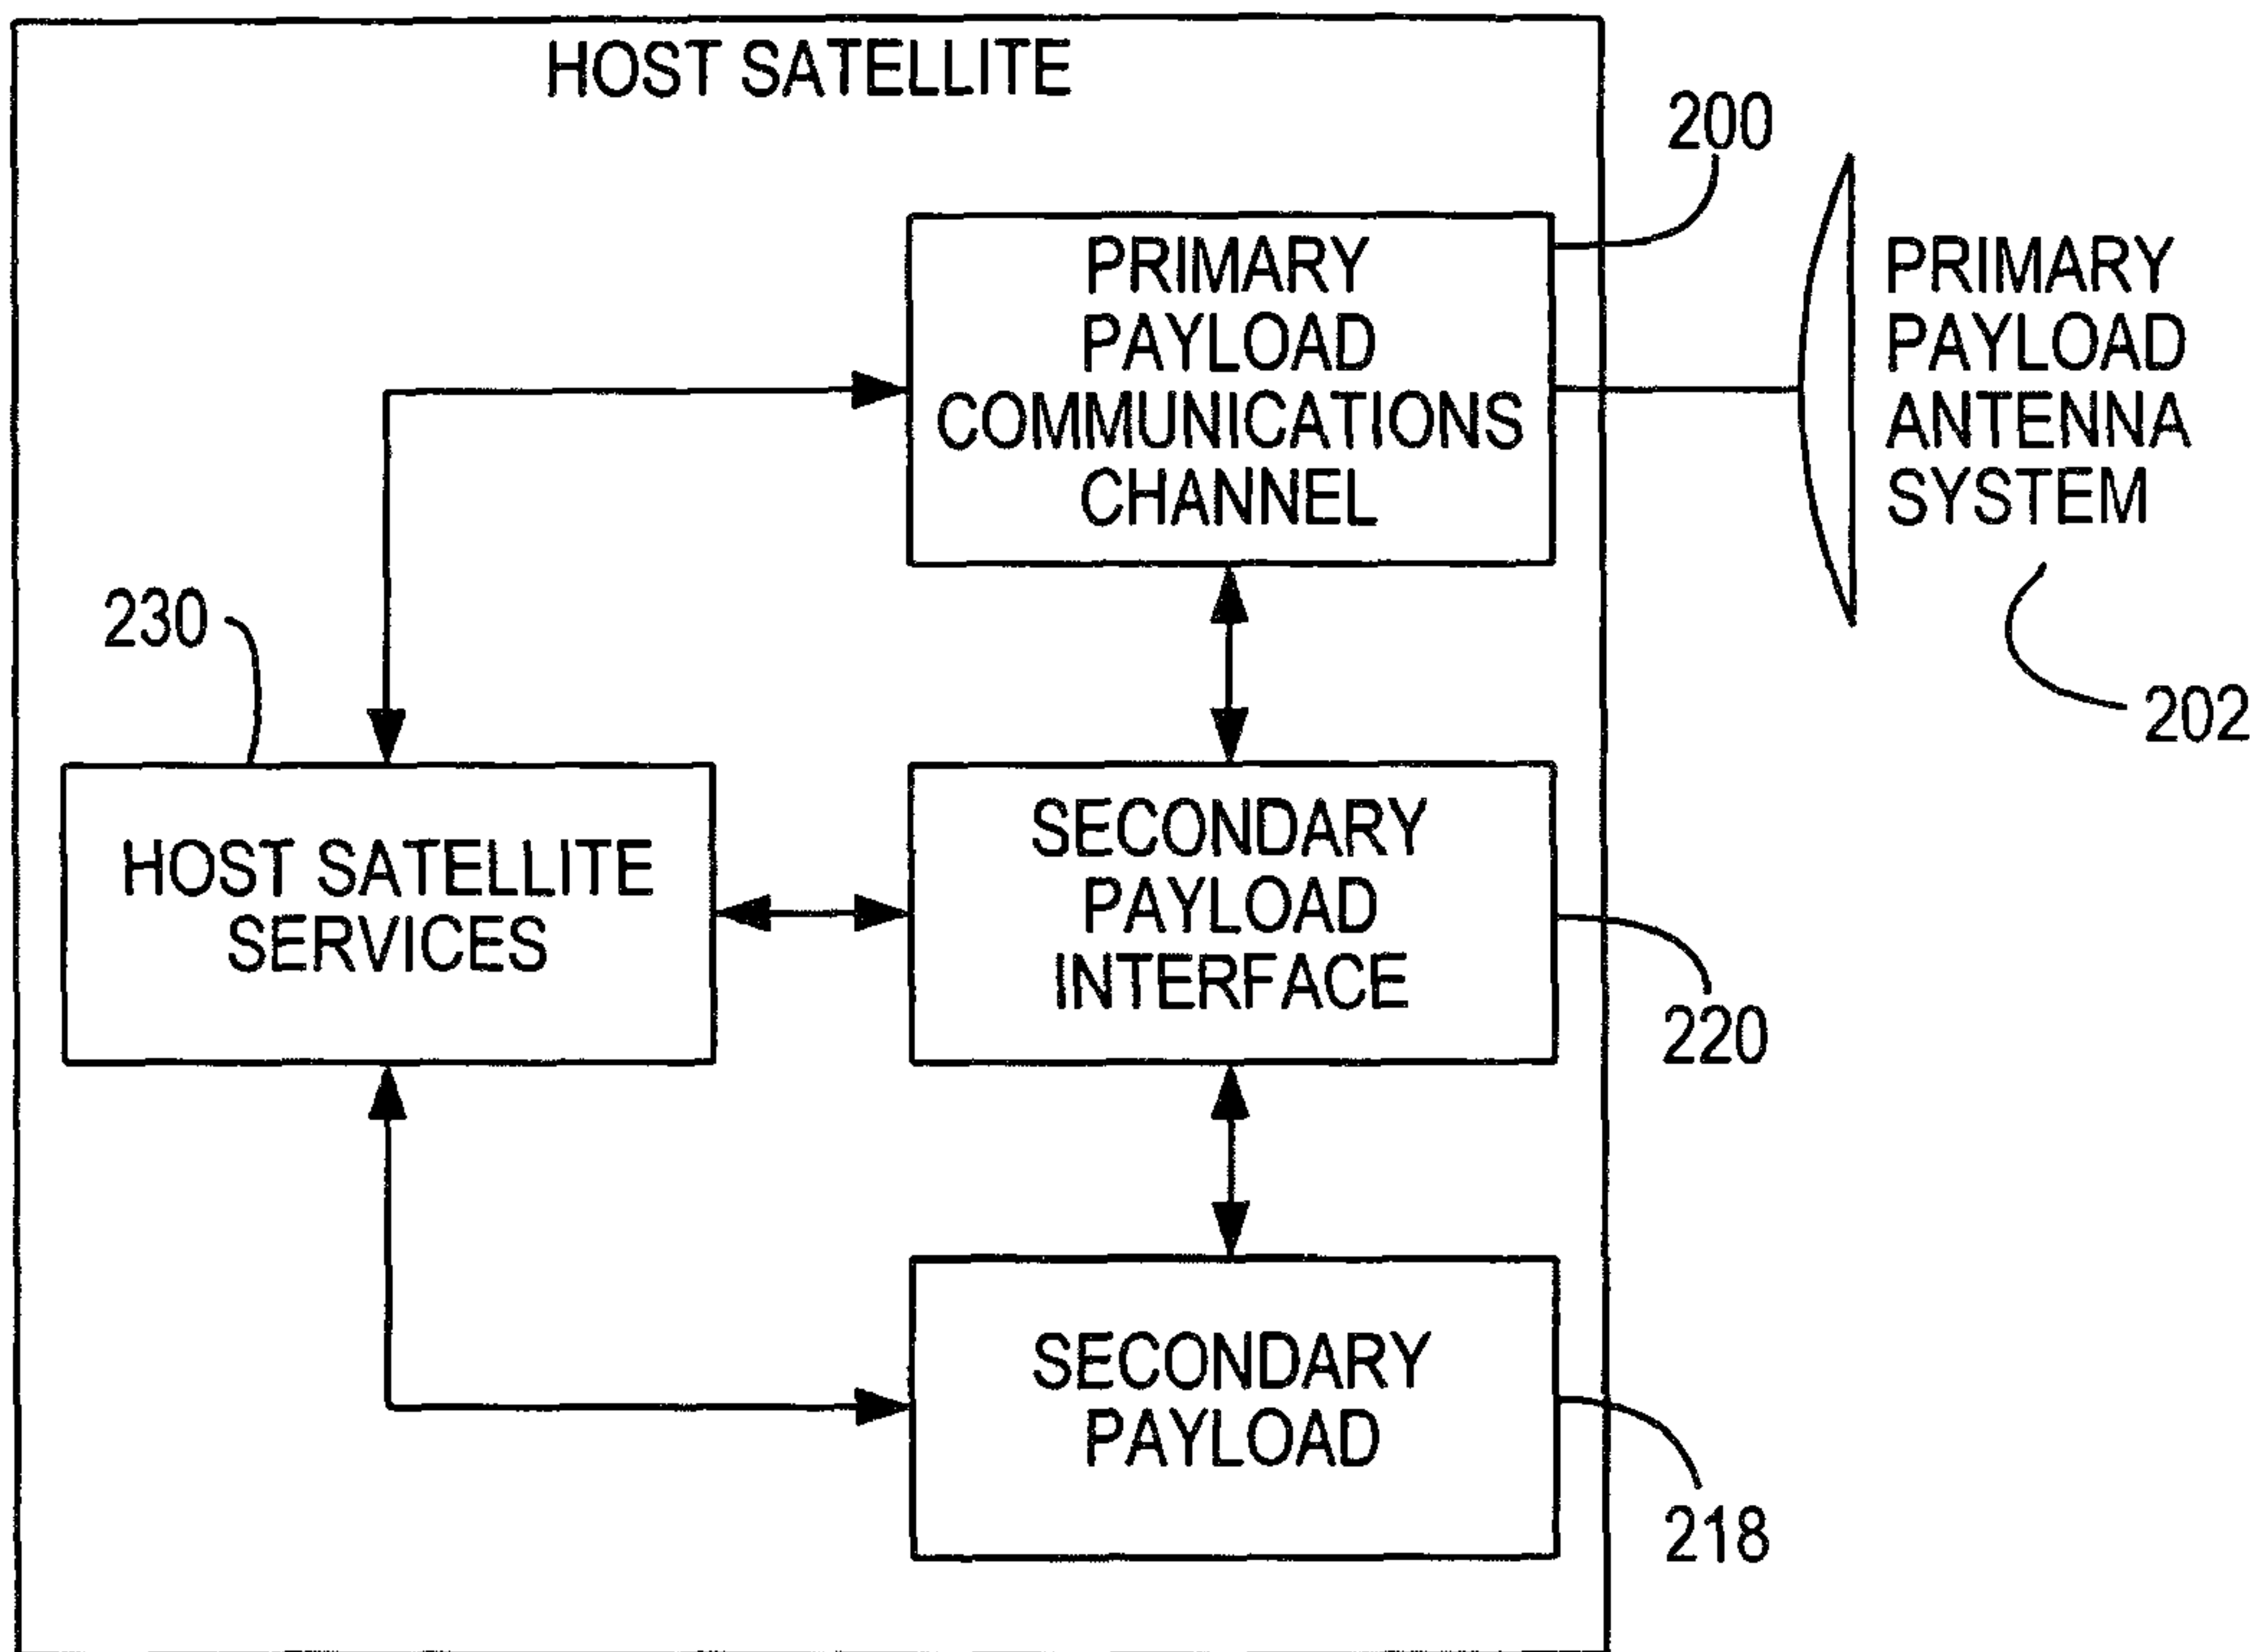 HOST SATELLITE
200
PRIMARY
PAYLOAD
COMMUNICATIONS
CHANNEL
PRIMARY
PAYLOAD
ANTENNA
SYSTEM
202
230
HOST SATELLITE
SERVICES
SECONDARY
PAYLOAD
INTERFACE
220
SECONDARY
PAYLOAD
218